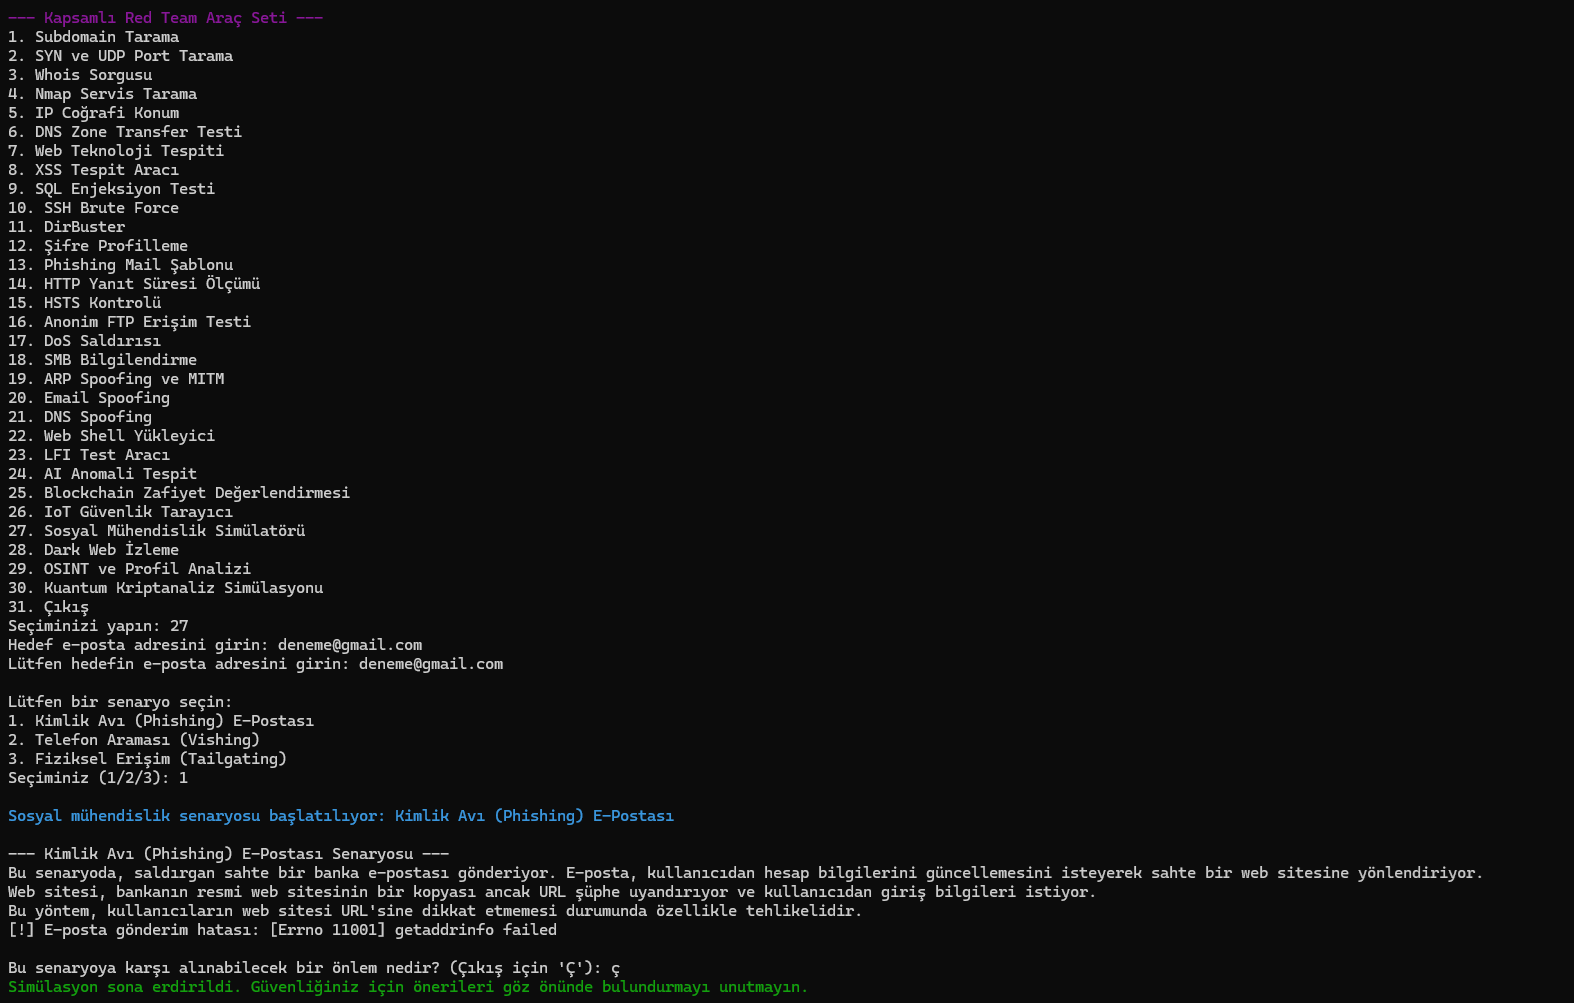 --- Kapsamlı Red Team Araç Seti ---
1. Subdomain Tarama
2. SYN ve UDP Port Tarama
3. Whois Sorgusu
4. Nmap Servis Tarama
5. IP Coğrafi Konum
6. DNS Zone Transfer Testi
7. Web Teknoloji Tespiti
8. XSS Tespit Aracı
9. SQL Enjeksiyon Testi
10. SSH Brute Force
11. DirBuster
12. Şifre Profilleme
13. Phishing Mail Şablonu
14. HTTP Yanıt Süresi Ölçümü
15. HSTS Kontrolü
16. Anonim FTP Erişim Testi
17. DoS Saldırısı
18. SMB Bilgilendirme
19. ARP Spoofing ve MITM
20. Email Spoofing
21. DNS Spoofing
22. Web Shell Yükleyici
23. LFI Test Aracı
24. AI Anomali Tespit
25. Blockchain Zafiyet Değerlendirmesi
26. IoT Güvenlik Tarayıcı
27. Sosyal Mühendislik Simülatörü
28. Dark Web İzleme
29. OSINT ve Profil Analizi
30. Kuantum Kriptanaliz Simülasyonu
31. Çıkış
Seçiminizi yapın: 27
Hedef e-posta adresini girin: deneme@gmail.com
Lütfen hedefin e-posta adresini girin: deneme@gmail.com
Lütfen bir senaryo seçin:
1. Kimlik Avı (Phishing) E-Postası
2. Telefon Araması (Vishing)
3. Fiziksel Erişim (Tailgating)
Seçiminiz (1/2/3): 1
Sosyal mühendislik senaryosu başlatılıyor: Kimlik Avı (Phishing) E-Postası
--- Kimlik Avı (Phishing) E-Postası Senaryosu ---
Bu senaryoda, saldırgan sahte bir banka e-postası gönderiyor. E-posta, kullanıcıdan hesap bilgilerini güncellemesini isteyerek sahte bir web sitesine yönlendiriyor.
Web sitesi, bankanın resmi web sitesinin bir kopyası ancak URL şüphe uyandırıyor ve kullanıcıdan giriş bilgileri istiyor.
Bu yöntem, kullanıcıların web sitesi URL'sine dikkat etmemesi durumunda özellikle tehlikelidir.
[!] E-posta gönderim hatası: [Errno 11001] getaddrinfo failed
Bu senaryoya karşı alınabilecek bir önlem nedir? (Çıkış için 'Ç'): ç
Simülasyon sona erdirildi. Güvenliğiniz için önerileri göz önünde bulundurmayı unutmayın.